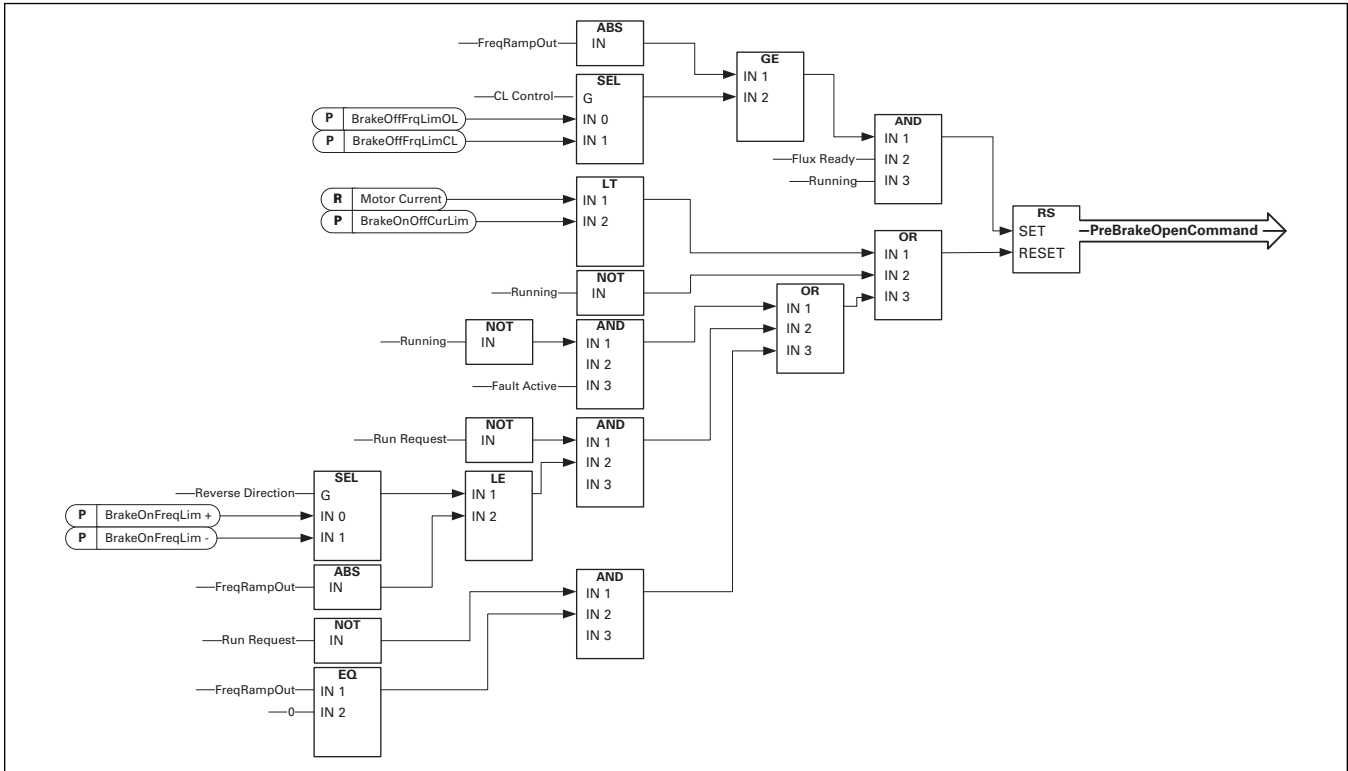 ABS
FreqRampOut
IN
GE
IN 1
IN 2
SEL
CL Control
G
P BrakeOffFrqLimOL
IN 0
P BrakeOffFrqLimCL
IN 1
AND
IN 1
Flux Ready
IN 2
Running
IN 3
LT
R Motor Current
IN 1
P BrakeOnOffCurLim
IN 2
RS
SET
RESET
PreBrakeOpenCommand
OR
IN 1
IN 2
IN 3
NOT
Running
IN
OR
IN 1
IN 2
IN 3
NOT
Running
IN
AND
IN 1
IN 2
Fault Active
IN 3
NOT
Run Request
IN
AND
IN 1
IN 2
IN 3
SEL
Reverse Direction
G
P BrakeOnFreqLim +
IN 0
P BrakeOnFreqLim -
IN 1
LE
IN 1
IN 2
ABS
FreqRampOut
IN
AND
IN 1
IN 2
IN 3
NOT
Run Request
IN
EQ
FreqRampOut
IN 1
0
IN 2